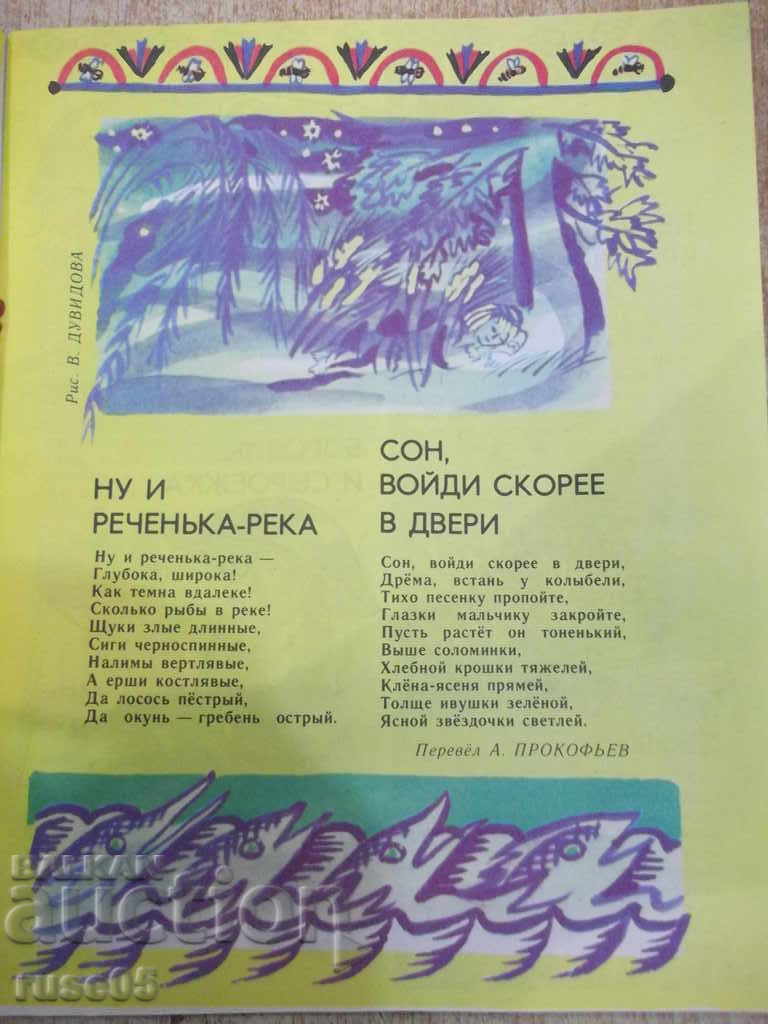 Рис. В. ДУВИДОВА
НУ И
РЕЧЕНЬКА-РЕКА
Ну и реченька-река —
Глубока, широка!
Как темна вдалеке!
Сколько рыбы в реке!
Щуки злые длинные,
Сиги черноспинные,
Налимы вертлявые,
А ерши костлявые,
Да лосось пёстрый,
Да окунь — гребень острый.
СОН,
ВОЙДИ СКОРЕЕ
В ДВЕРИ
Сон, войди скорее в двери,
Дрёма, встань у колыбели,
Тихо песенку пропойте,
Глазки мальчику закройте,
Пусть растёт он тоненький,
Выше соломинки,
Хлебной крошки тяжелей,
Клёна-ясеня прямей,
Толще ивушки зелёной,
Ясной звёздочки светлей.
Перевёл А. ПРОКОФЬЕВ
БАЛКАН
auction
rusc05